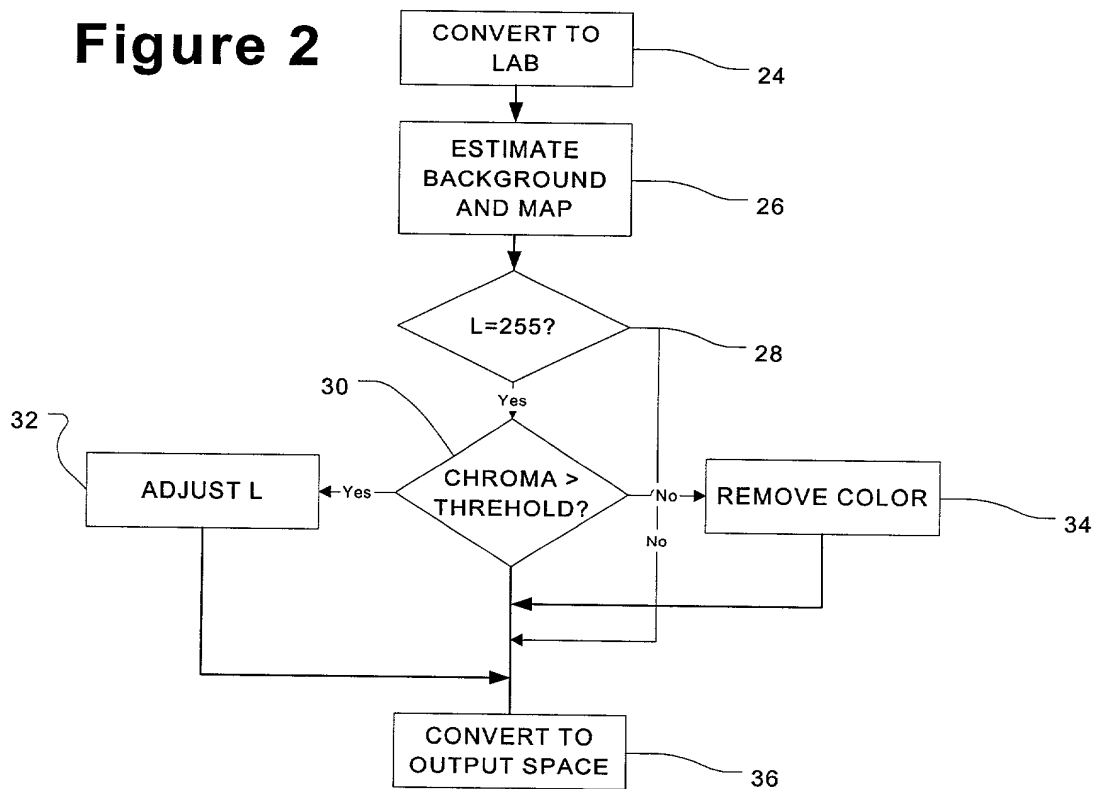 Figure 2
CONVERT TO
LAB
24
ESTIMATE
BACKGROUND
AND MAP
26
L=255?
28
Yes
30
32
CHROMA >
THREHOLD?
ADJUST L
Yes
No
REMOVE COLOR
34
No
CONVERT TO
OUTPUT SPACE
36